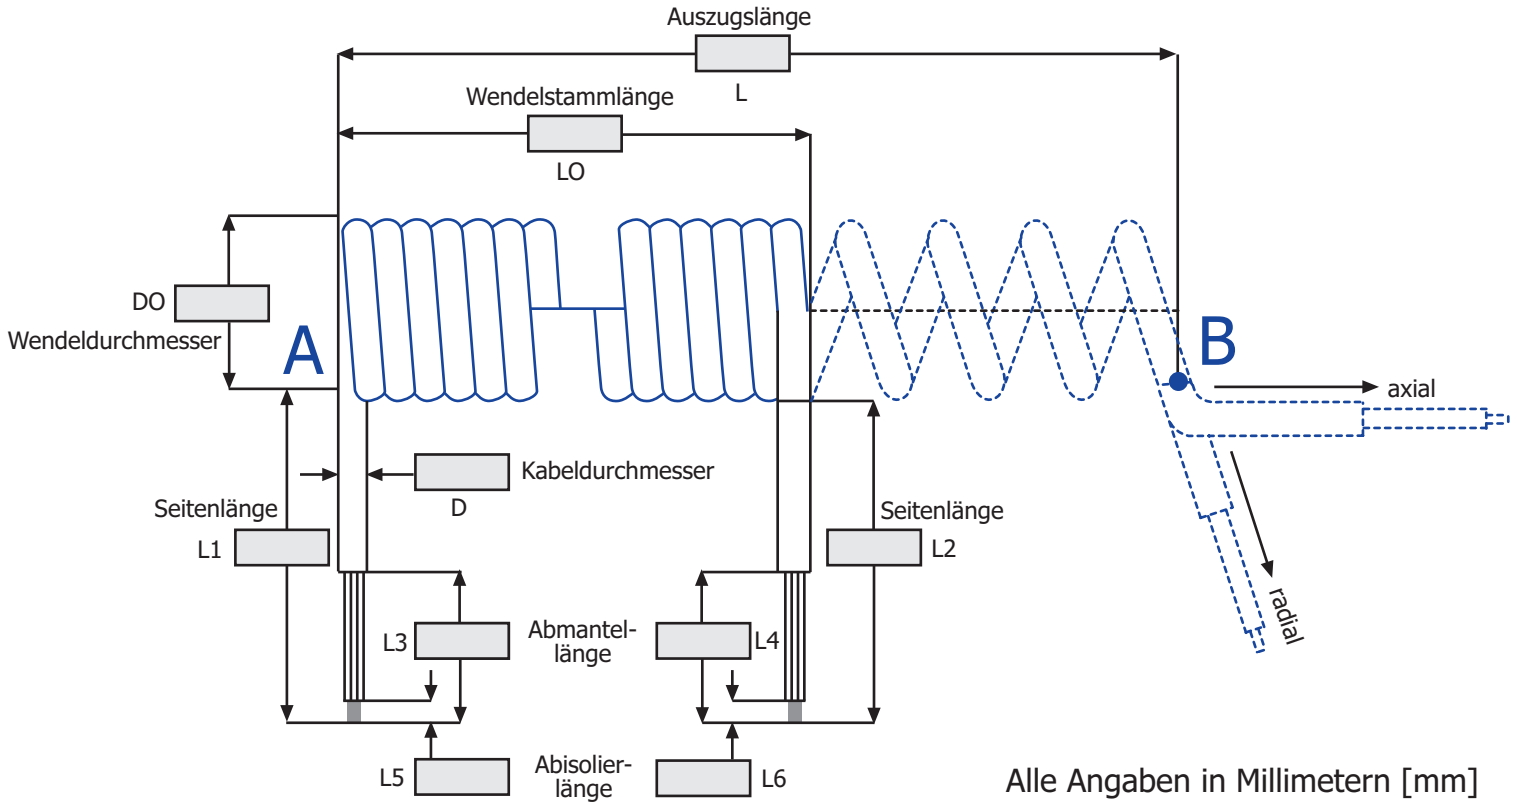 Auszugslänge
L
Wendelstammlänge
LO
DO
Wendeldurchmesser
A
B
axial
Kabeldurchmesser
D
Seitenlänge
L1
Seitenlänge
L2
radial
L3
Abmantel-
länge
L4
L5
Abisolier-
länge
L6
Alle Angaben in Millimetern [mm]